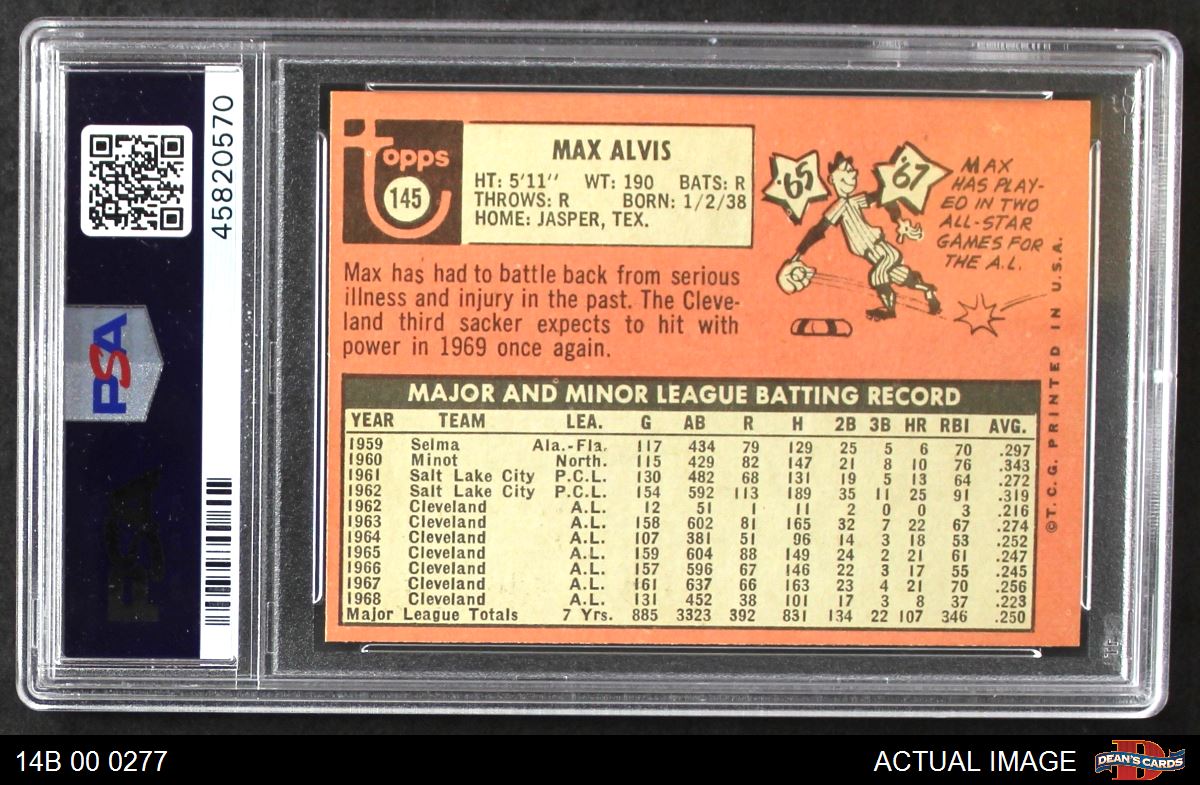 45820570
PSA
PSA
Topps
145
MAX ALVIS
HT: 5'11'' WT: 190 BATS: R
THROWS: R BORN: 1/2/38
HOME: JASPER, TEX.
'65
'67
MAX
HAS PLAY-
ED IN TWO
ALL-STAR
GAMES FOR
THE A.L.
Max has had to battle back from serious
illness and injury in the past. The Cleve-
land third sacker expects to hit with
power in 1969 once again.
MAJOR AND MINOR LEAGUE BATTING RECORD
YEAR TEAM LEA. G AB R H 2B 3B HR RBI AVG.
1959 Selma Ala.-Fla. 117 434 79 129 25 5 6 70 .297
1960 Minot North. 115 429 82 147 21 8 10 76 .343
1961 Salt Lake City P.C.L. 130 482 68 131 19 5 13 64 .272
1962 Salt Lake City P.C.L. 154 592 113 189 35 11 25 91 .319
1962 Cleveland A.L. 12 51 1 11 2 0 0 3 .216
1963 Cleveland A.L. 158 602 81 165 32 7 22 67 .274
1964 Cleveland A.L. 107 381 51 96 14 3 18 53 .252
1965 Cleveland A.L. 159 604 88 149 24 2 21 61 .247
1966 Cleveland A.L. 157 596 67 146 22 3 17 55 .245
1967 Cleveland A.L. 161 637 66 163 23 4 21 70 .256
1968 Cleveland A.L. 131 452 38 101 17 3 8 37 .223
Major League Totals 7 Yrs. 885 3323 392 831 134 22 107 346 .250
©T.C.G. PRINTED IN U.S.A.
14B 00 0277
ACTUAL IMAGE
DEAN'S CARDS